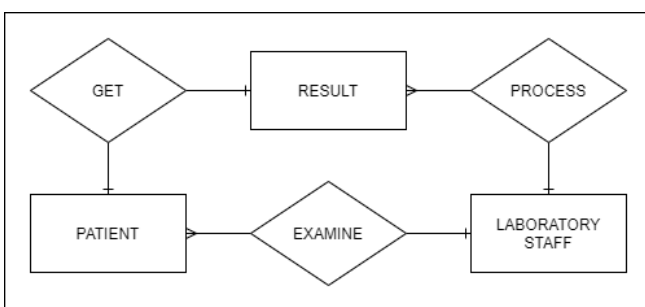 GET
RESULT
PROCESS
PATIENT
EXAMINE
LABORATORY
STAFF